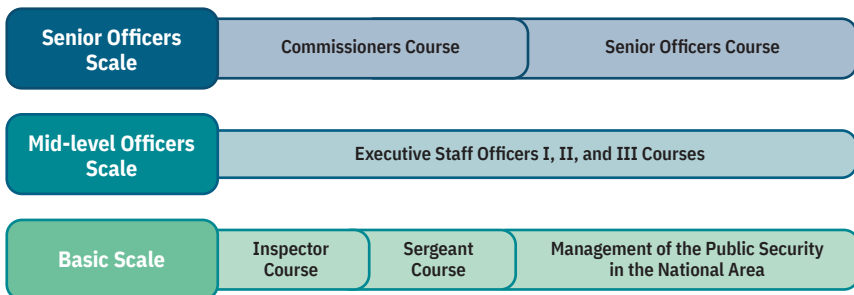 Senior Officers
Scale
Commissioners Course
Senior Officers Course
Mid-level Officers
Scale
Executive Staff Officers I, II, and III Courses
Basic Scale
Inspector
Course
Sergeant
Course
Management of the Public Security
in the National Area